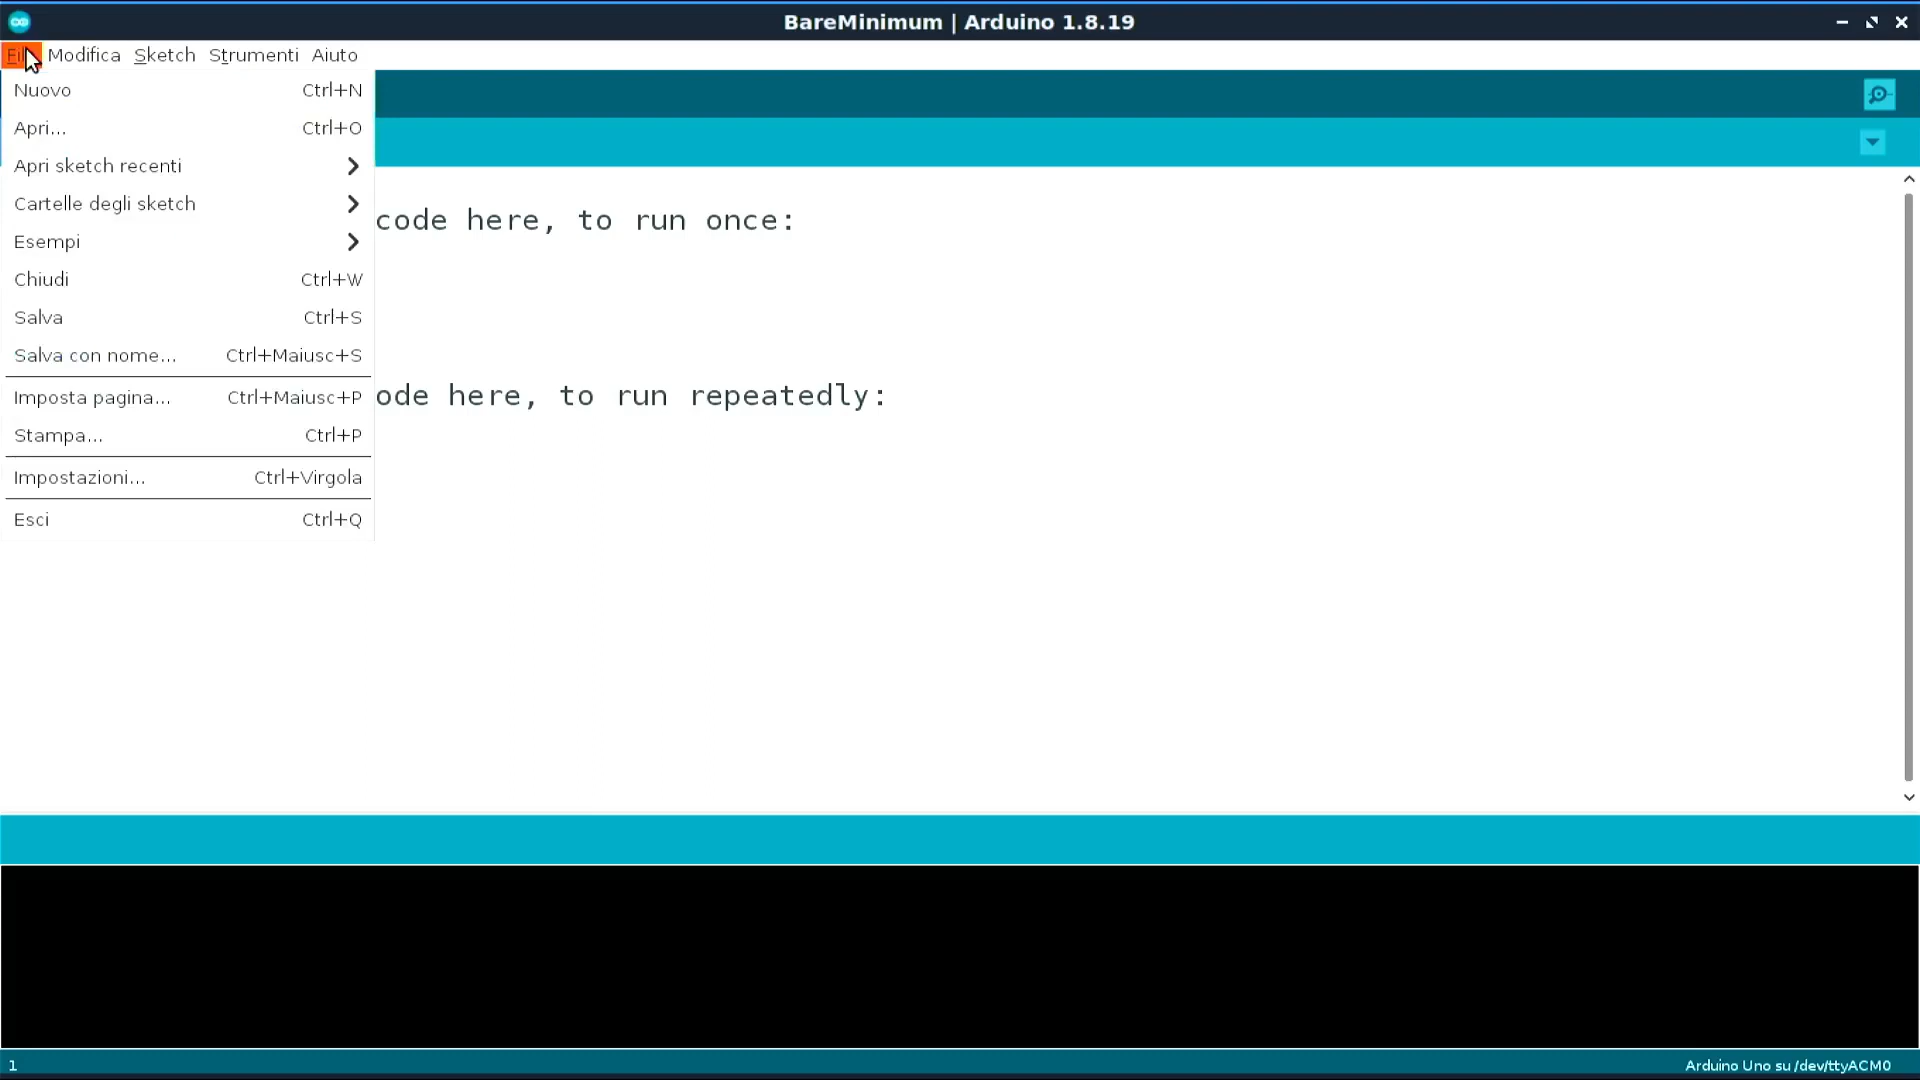 BareMinimum | Arduino 1.8.19
Modifica Sketch Strumenti Aiuto
Nuovo Ctrl+N
Apri... Ctrl+O
Apri sketch recenti
Cartelle degli sketch
code here, to run once:
Esempi
Chiudi Ctrl+W
Salva Ctrl+S
Salva con nome... Ctrl+Maiusc+S
Imposta pagina... Ctrl+Maiusc+P
ode here, to run repeatedly:
Stampa... Ctrl+P
Impostazioni... Ctrl+Virgola
Esci Ctrl+Q
1
Arduino Uno su /dev/ttyACM0